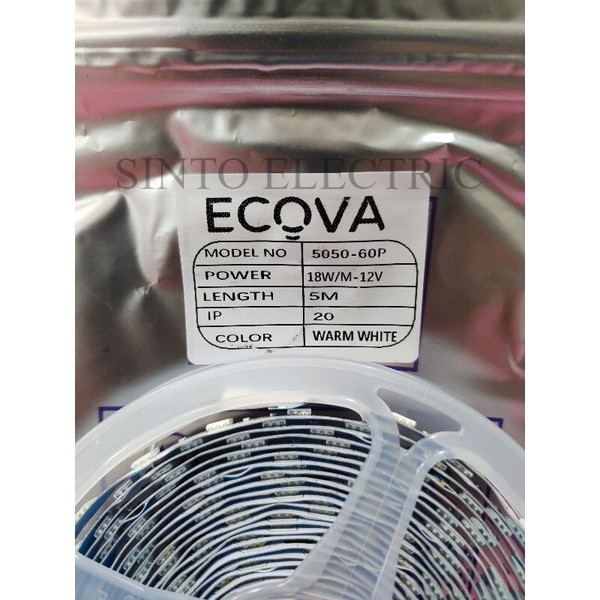 SINTO ELECTRIC
ECOVA
MODEL NO 5050-60P
POWER 18W/M-12V
LENGTH 5M
IP 20
COLOR WARM WHITE